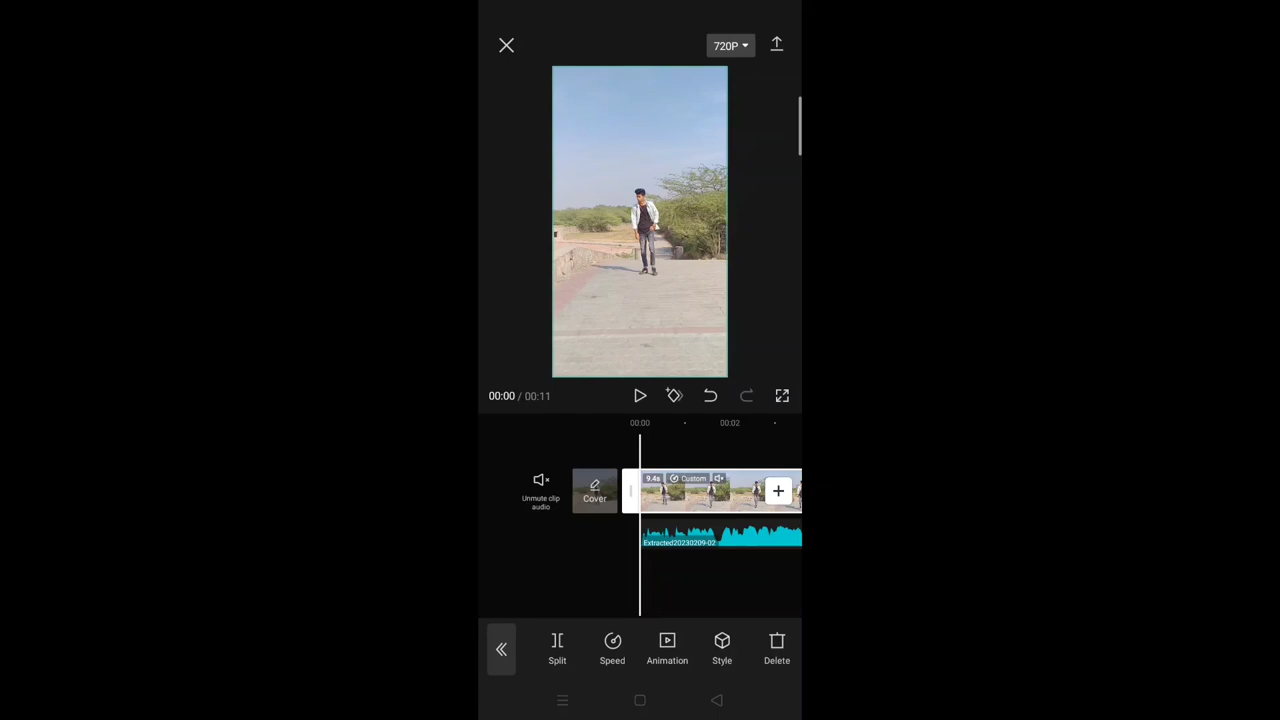 720P
00:00 / 00:11
00:00
00:02
Unmute clip
audio
Cover
9.4s
Custom
Extracted20230209-02
Split
Speed
Animation
Style
Delete